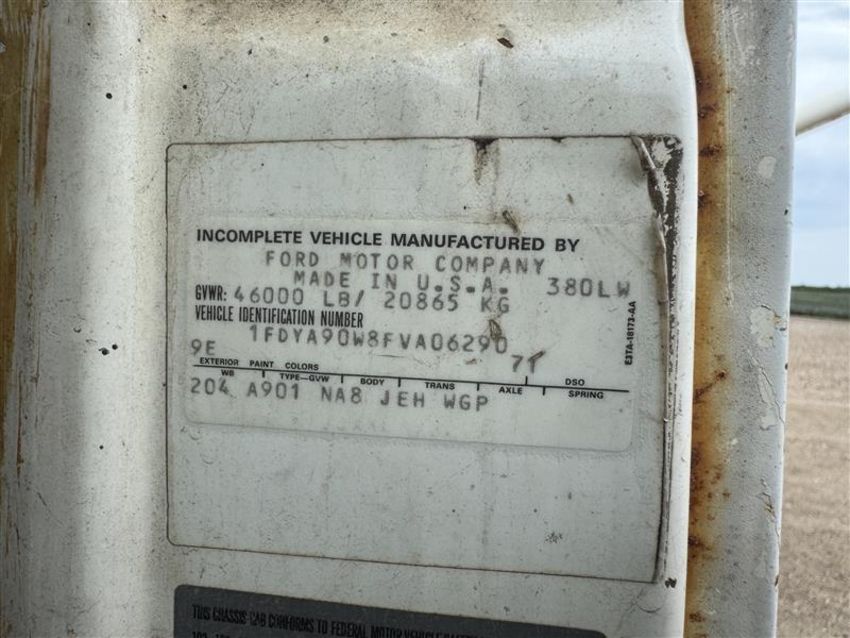 INCOMPLETE VEHICLE MANUFACTURED BY
FORD MOTOR COMPANY
MADE IN U.S.A. 380LW
GVWR: 46000 LB/ 20865 KG
VEHICLE IDENTIFICATION NUMBER
1FDYA90W8FVA06290
9E 71
EXTERIOR PAINT COLORS DSO
WB TYPE—GVW BODY TRANS AXLE SPRING
204 A901 NA8 JEH WGP
E3TA-18173-AA
THIS CHASSIS-CAB CONFORMS TO FEDERAL MOTOR VEHICLE